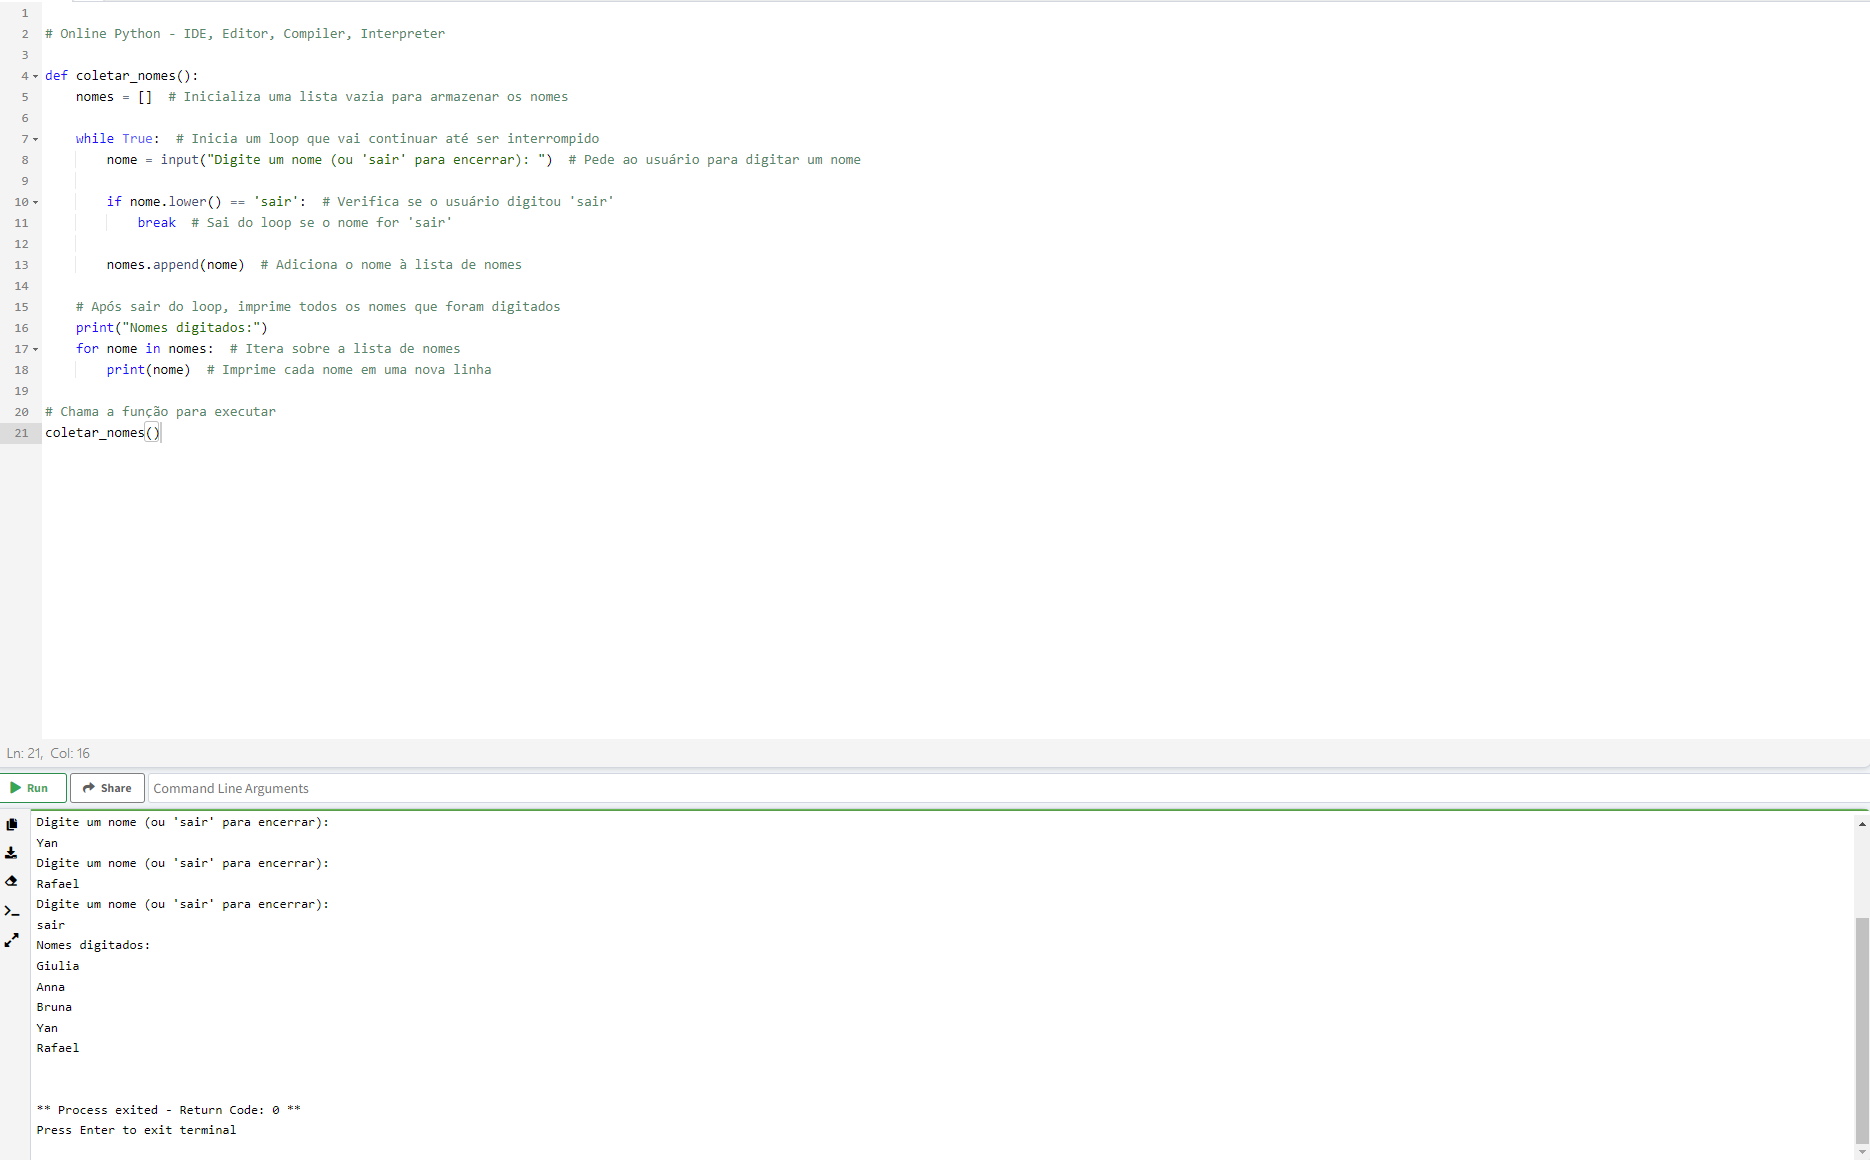 1
2 # Online Python - IDE, Editor, Compiler, Interpreter
3
4 def coletar_nomes():
5     nomes = []  # Inicializa uma lista vazia para armazenar os nomes
6
7     while True:  # Inicia um loop que vai continuar até ser interrompido
8         nome = input("Digite um nome (ou 'sair' para encerrar): ")  # Pede ao usuário para digitar um nome
9
10         if nome.lower() == 'sair':  # Verifica se o usuário digitou 'sair'
11             break  # Sai do loop se o nome for 'sair'
12
13         nomes.append(nome)  # Adiciona o nome à lista de nomes
14
15     # Após sair do loop, imprime todos os nomes que foram digitados
16     print("Nomes digitados:")
17     for nome in nomes:  # Itera sobre a lista de nomes
18         print(nome)  # Imprime cada nome em uma nova linha
19
20 # Chama a função para executar
21 coletar_nomes()
Ln: 21, Col: 16
Run Share Command Line Arguments
Digite um nome (ou 'sair' para encerrar):
Yan
Digite um nome (ou 'sair' para encerrar):
Rafael
Digite um nome (ou 'sair' para encerrar):
sair
Nomes digitados:
Giulia
Anna
Bruna
Yan
Rafael
** Process exited - Return Code: 0 **
Press Enter to exit terminal